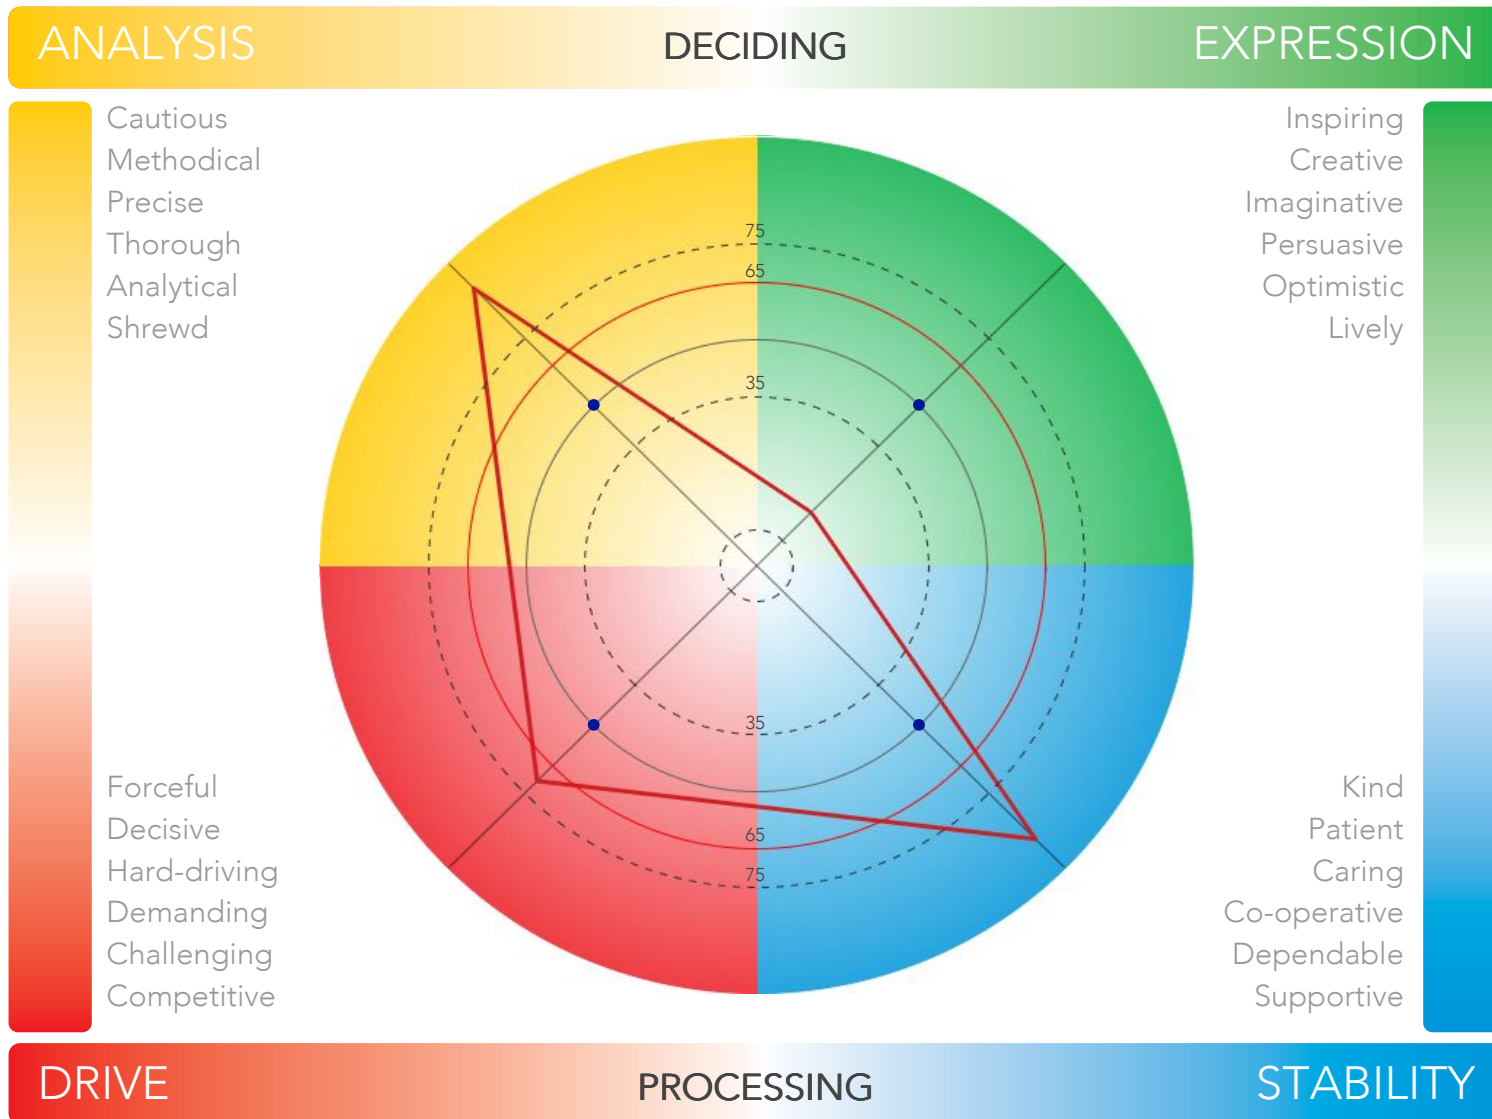 ANALYSIS
DECIDING
EXPRESSION
Cautious
Methodical
Precise
Thorough
Analytical
Shrewd
Inspiring
Creative
Imaginative
Persuasive
Optimistic
Lively
75
65
35
35
65
75
Forceful
Decisive
Hard-driving
Demanding
Challenging
Competitive
Kind
Patient
Caring
Co-operative
Dependable
Supportive
DRIVE
PROCESSING
STABILITY